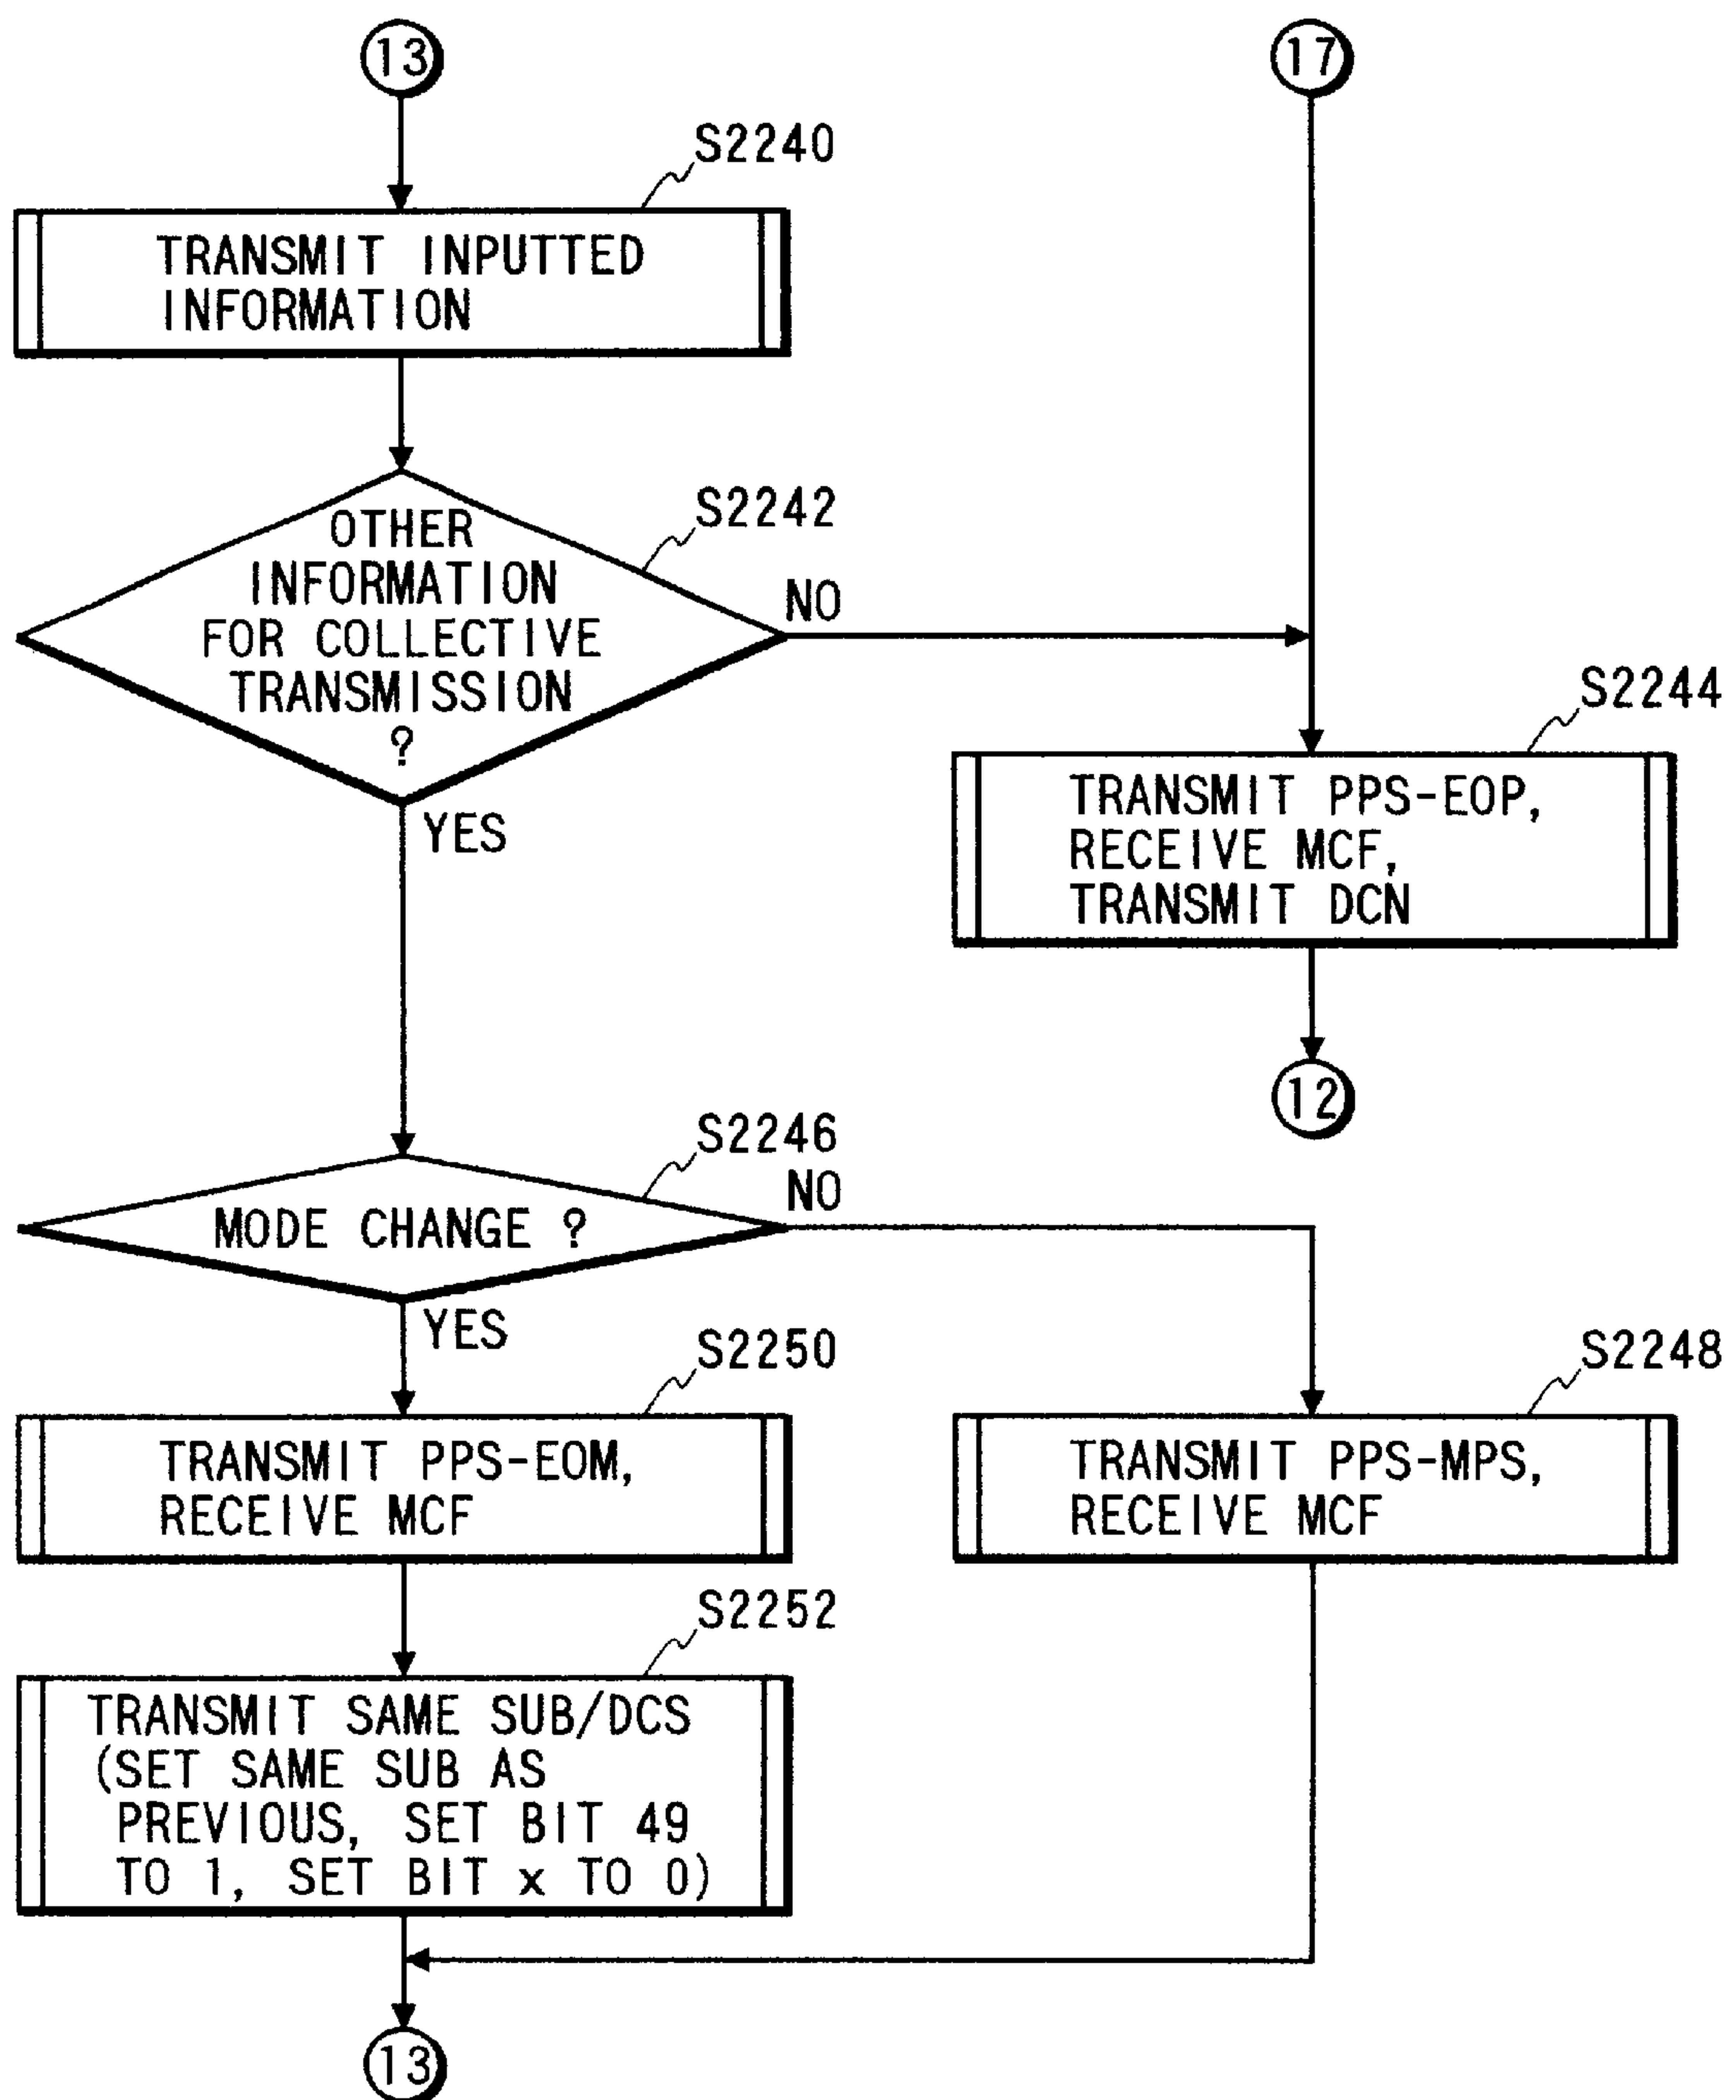 13
17
S2240
TRANSMIT INPUTTED
INFORMATION
S2242
OTHER
INFORMATION
FOR COLLECTIVE
TRANSMISSION
?
NO
YES
S2244
TRANSMIT PPS-EOP,
RECEIVE MCF,
TRANSMIT DCN
12
S2246
MODE CHANGE ?
NO
YES
S2250
TRANSMIT PPS-EOM,
RECEIVE MCF
S2248
TRANSMIT PPS-MPS,
RECEIVE MCF
S2252
TRANSMIT SAME SUB/DCS
(SET SAME SUB AS
PREVIOUS, SET BIT 49
TO 1, SET BIT x TO 0)
13